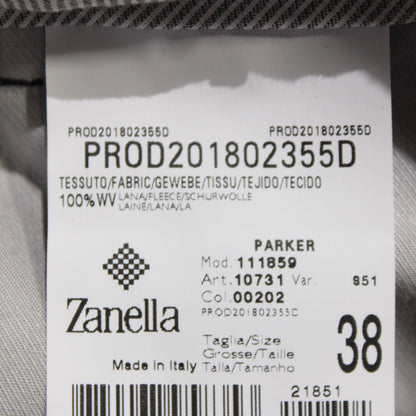 PROD201802355D PROD201802355D
PROD201802355D
TESSUTO/FABRIC/GEWEBE/TISSU/TEJIDO/TECIDO
100% WV LANA/FLEECE/SCHURWOLLE
LAINE/LANA/LA
PARKER
Mod. 111859
Art. 10731 Var. 951
Col. 00202
PROD201802355D
Zanella
Made in Italy
Taglia/Size
Grosse/Taille
Talla/Tamanho
38
21851